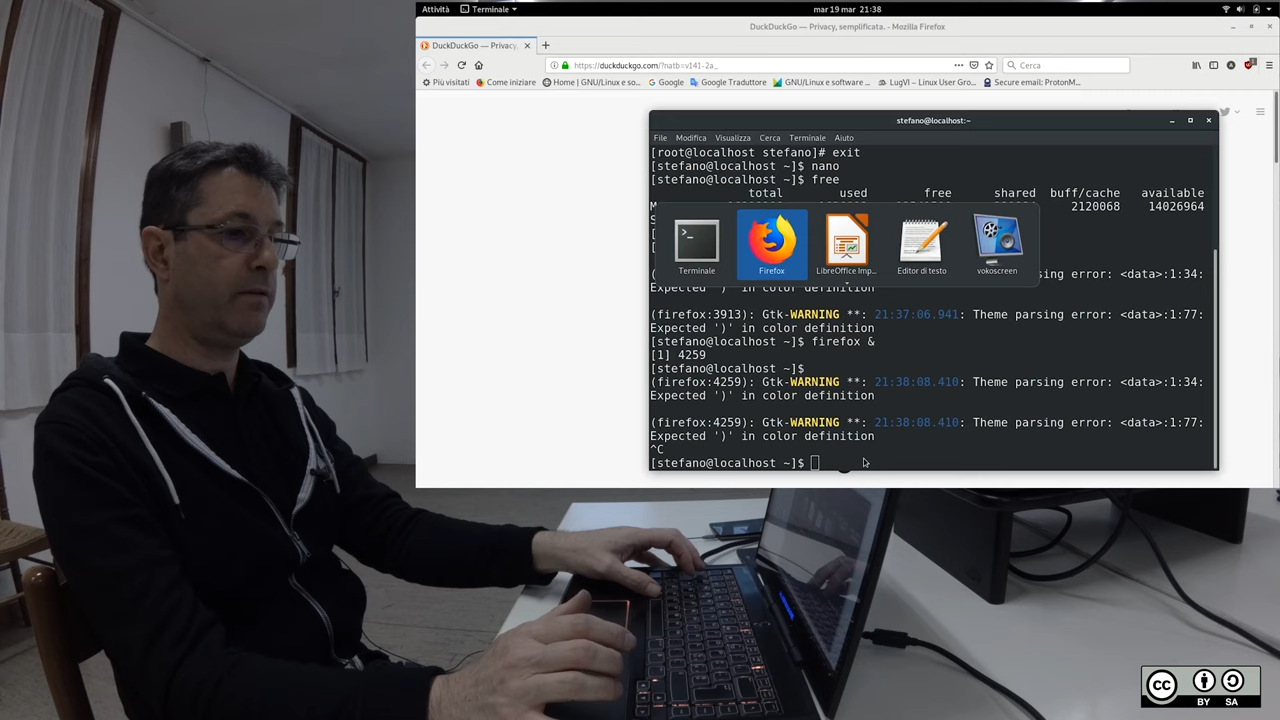 Attività Terminale mar 19 mar 21:38
DuckDuckGo — Privacy, semplificata. - Mozilla Firefox
DuckDuckGo — Privacy,
https://duckduckgo.com/?natb=v141-2a_ Cerca
Più visitati Come iniziare Home | GNU/Linux e so... Google Google Traduttore GNU/Linux e software ... LugVI – Linux User Gro... Secure email: ProtonM...
stefano@localhost:~
File Modifica Visualizza Cerca Terminale Aiuto
[root@localhost stefano]# exit
[stefano@localhost ~]$ nano
[stefano@localhost ~]$ free
total used free shared buff/cache available
2120068 14026964
Terminale Firefox LibreOffice Imp... Editor di testo vokoscreen
parsing error: <data>:1:34:
Expected ')' in color definition
(firefox:3913): Gtk-WARNING **: 21:37:06.941: Theme parsing error: <data>:1:77:
Expected ')' in color definition
[stefano@localhost ~]$ firefox &
[1] 4259
[stefano@localhost ~]$
(firefox:4259): Gtk-WARNING **: 21:38:08.410: Theme parsing error: <data>:1:34:
Expected ')' in color definition
(firefox:4259): Gtk-WARNING **: 21:38:08.410: Theme parsing error: <data>:1:77:
Expected ')' in color definition
^C
[stefano@localhost ~]$
cc
BY SA